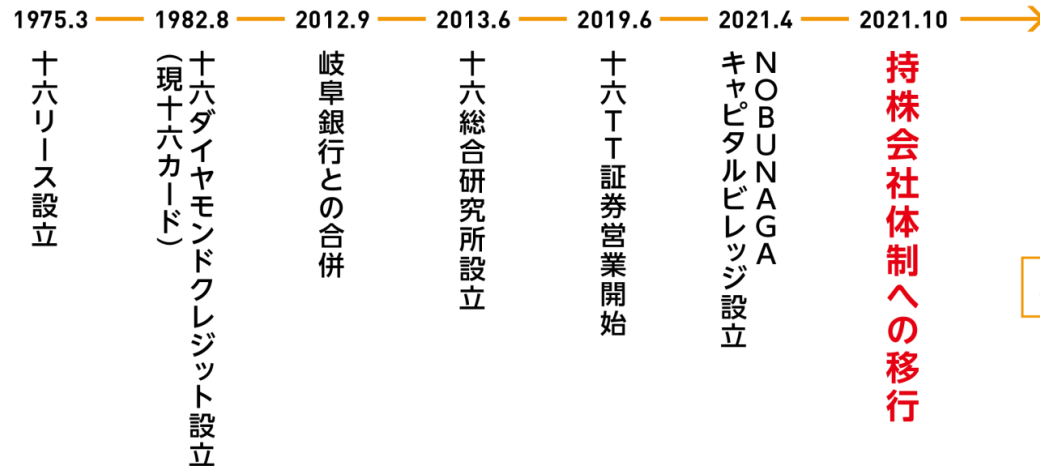 1975.3
十六リース設立
1982.8
十六ダイヤモンドクレジット設立
（現十六カード）
2012.9
岐阜銀行との合併
2013.6
十六総合研究所設立
2019.6
十六TT証券営業開始
2021.4
NOBUNAGA
キャピタルビレッジ設立
2021.10
持株会社体制への移行